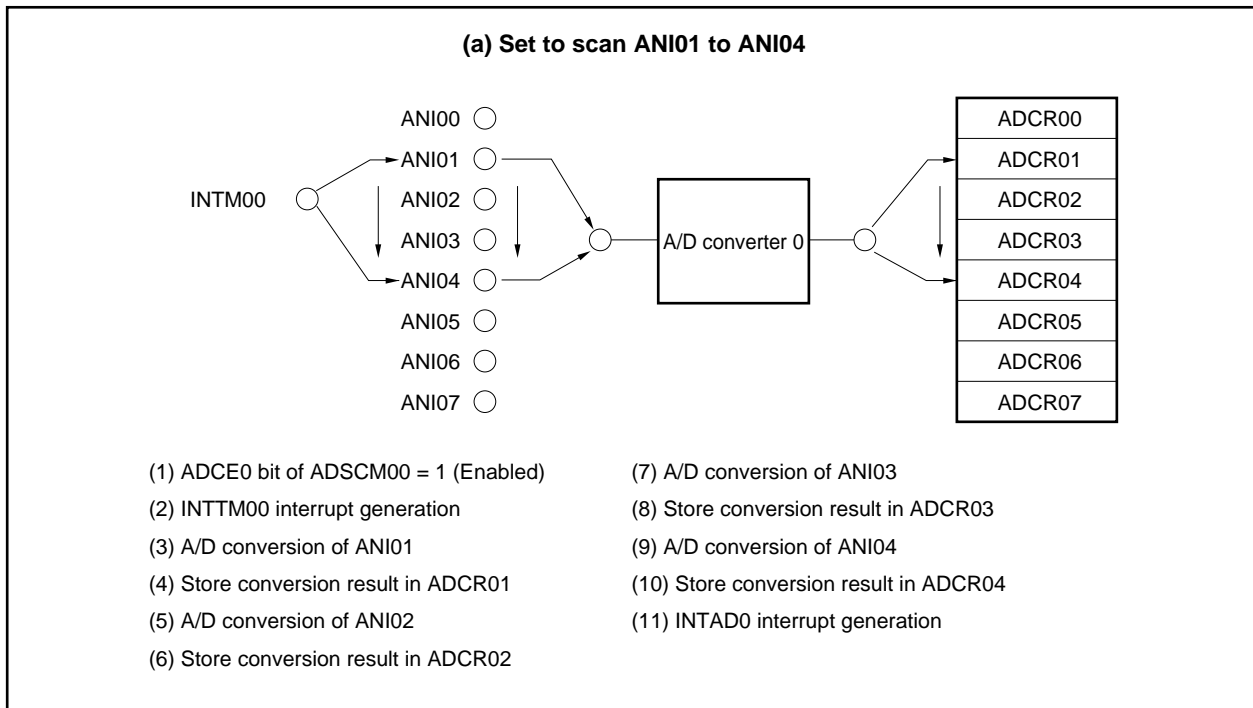 (a) Set to scan ANI01 to ANI04
ANI00
ANI01
INTM00
ANI02
ANI03
ANI04
ANI05
ANI06
ANI07
A/D converter 0
ADCR00
ADCR01
ADCR02
ADCR03
ADCR04
ADCR05
ADCR06
ADCR07
(1) ADCE0 bit of ADSCM00 = 1 (Enabled)
(2) INTTM00 interrupt generation
(3) A/D conversion of ANI01
(4) Store conversion result in ADCR01
(5) A/D conversion of ANI02
(6) Store conversion result in ADCR02
(7) A/D conversion of ANI03
(8) Store conversion result in ADCR03
(9) A/D conversion of ANI04
(10) Store conversion result in ADCR04
(11) INTAD0 interrupt generation